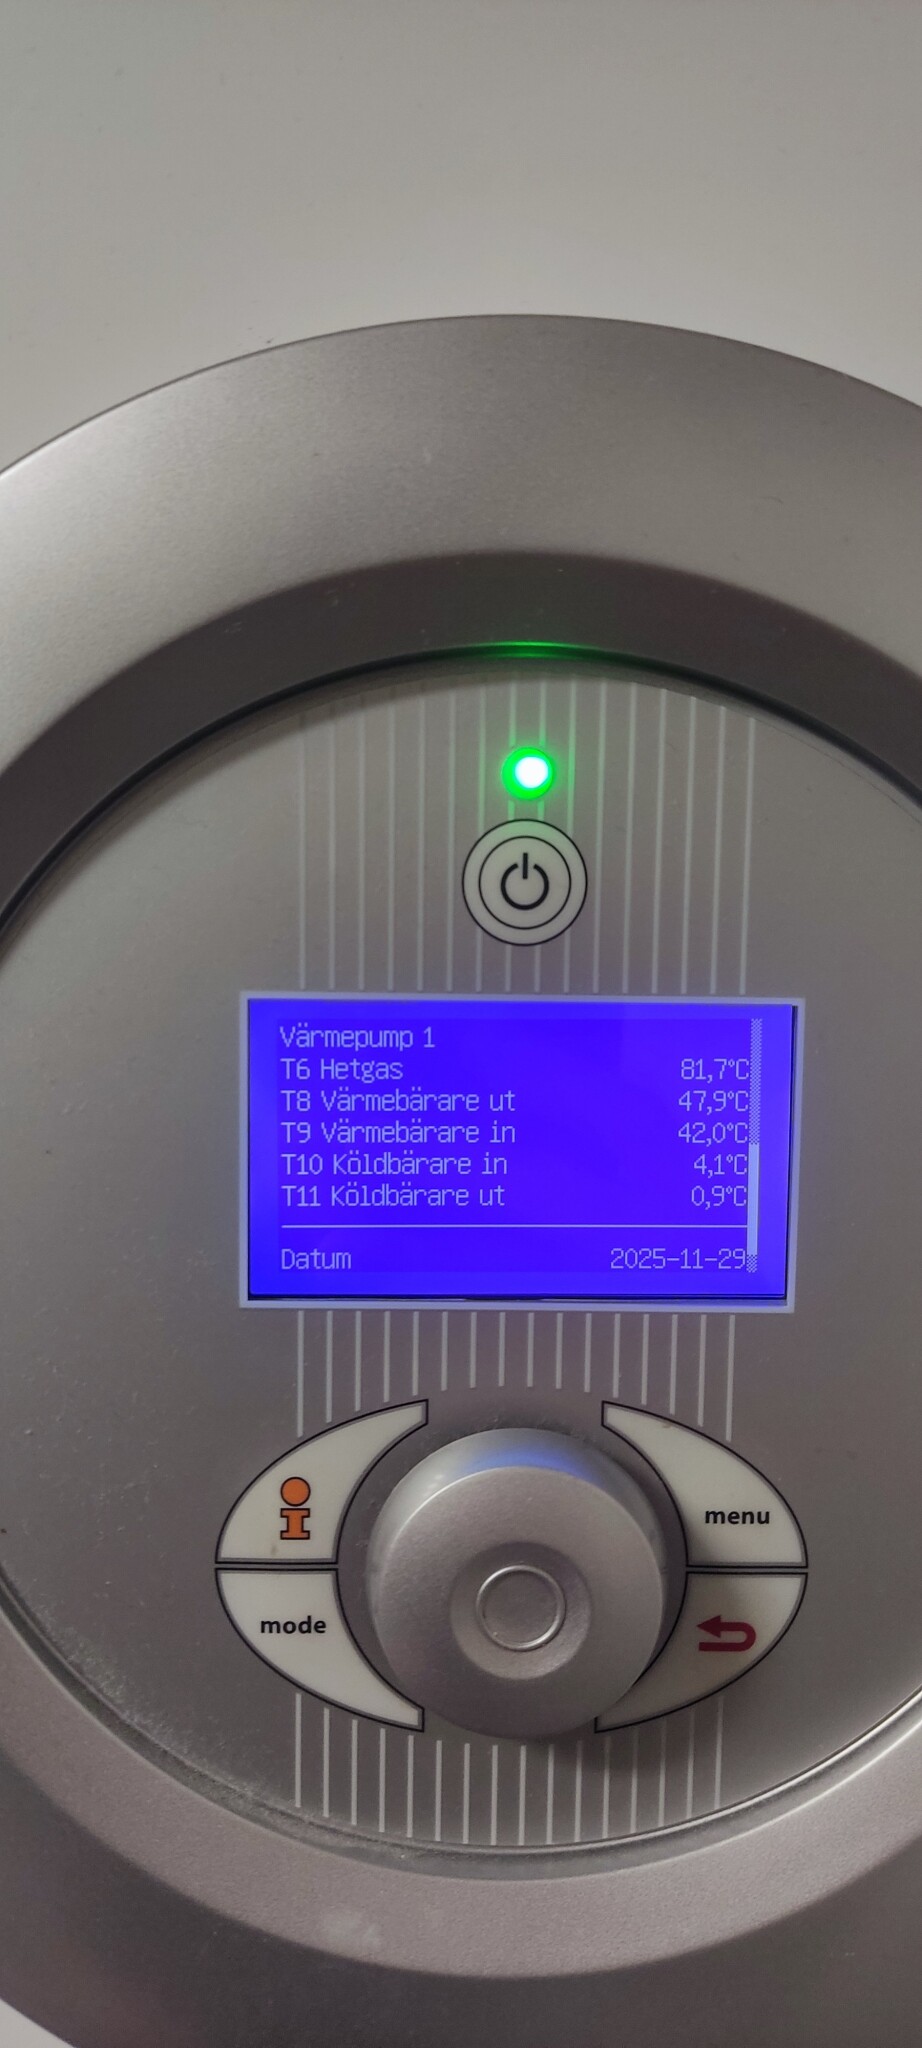 Värmepump 1
T6 Hetgas 81,7°C
T8 Värmebärare ut 47,9°C
T9 Värmebärare in 42,0°C
T10 Köldbärare in 4,1°C
T11 Köldbärare ut 0,9°C
Datum 2025-11-29
menu
mode